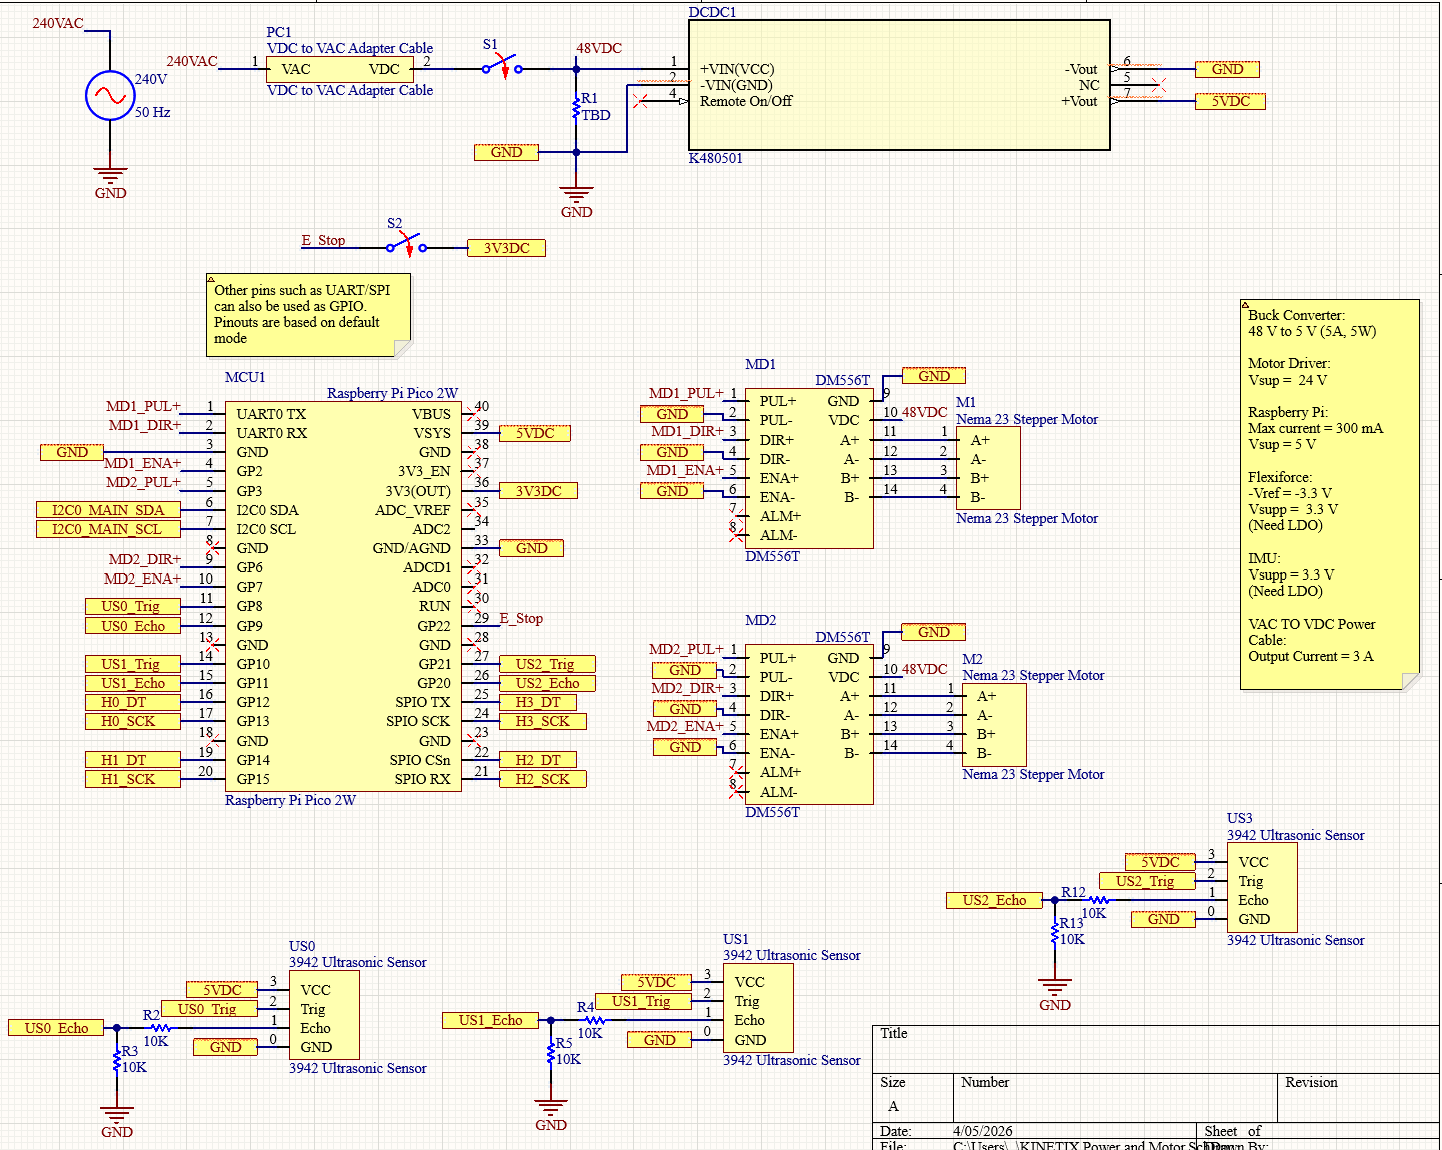 240VAC
240V
50 Hz
GND
240VAC
1
PC1
VDC to VAC Adapter Cable
VAC VDC
VDC to VAC Adapter Cable
2
S1
48VDC
R1
TBD
GND
GND
DCDC1
1 +VIN(VCC)
2 -VIN(GND)
4 Remote On/Off
-Vout 6 GND
NC 5
+Vout 7 5VDC
K480501
S2
E_Stop
3V3DC
Other pins such as UART/SPI
can also be used as GPIO.
Pinouts are based on default
mode
Buck Converter:
48 V to 5 V (5A, 5W)
Motor Driver:
Vsup = 24 V
Raspberry Pi:
Max current = 300 mA
Vsup = 5 V
Flexiforce:
-Vref = -3.3 V
Vsupp = 3.3 V
(Need LDO)
IMU:
Vsupp = 3.3 V
(Need LDO)
VAC TO VDC Power
Cable:
Output Current = 3 A
MCU1
Raspberry Pi Pico 2W
MD1_PUL+ 1 UART0 TX VBUS 40
MD1_DIR+ 2 UART0 RX VSYS 39 5VDC
GND 3 GND GND 38
MD1_ENA+ 4 GP2 3V3_EN 37
MD2_PUL+ 5 GP3 3V3(OUT) 36 3V3DC
I2C0_MAIN_SDA 6 I2C0 SDA ADC_VREF 35
I2C0_MAIN_SCL 7 I2C0 SCL ADC2 34
8 GND GND/AGND 33 GND
MD2_DIR+ 9 GP6 ADCD1 32
MD2_ENA+ 10 GP7 ADC0 31
US0_Trig 11 GP8 RUN 30
US0_Echo 12 GP9 GP22 29 E_Stop
13 GND GND 28
US1_Trig 14 GP10 GP21 27 US2_Trig
US1_Echo 15 GP11 GP20 26 US2_Echo
H0_DT 16 GP12 SPIO TX 25 H3_DT
H0_SCK 17 GP13 SPIO SCK 24 H3_SCK
18 GND GND 23
H1_DT 19 GP14 SPIO CSn 22 H2_DT
H1_SCK 20 GP15 SPIO RX 21 H2_SCK
Raspberry Pi Pico 2W
MD1
DM556T
MD1_PUL+ 1 PUL+ GND 9 GND
GND 2 PUL- VDC 10 48VDC
MD1_DIR+ 3 DIR+ A+ 11
GND 4 DIR- A- 12
MD1_ENA+ 5 ENA+ B+ 13
GND 6 ENA- B- 14
7 ALM+
8 ALM-
DM556T
M1
Nema 23 Stepper Motor
1 A+
2 A-
3 B+
4 B-
Nema 23 Stepper Motor
MD2
DM556T
MD2_PUL+ 1 PUL+ GND 9 GND
GND 2 PUL- VDC 10 48VDC
MD2_DIR+ 3 DIR+ A+ 11
GND 4 DIR- A- 12
MD2_ENA+ 5 ENA+ B+ 13
GND 6 ENA- B- 14
7 ALM+
8 ALM-
DM556T
M2
Nema 23 Stepper Motor
1 A+
2 A-
3 B+
4 B-
Nema 23 Stepper Motor
US3
3942 Ultrasonic Sensor
5VDC 3 VCC
US2_Trig 2 Trig
US2_Echo R12 10K 1 Echo
GND 0 GND
R13
10K
3942 Ultrasonic Sensor
GND
US0
3942 Ultrasonic Sensor
5VDC 3 VCC
US0_Trig 2 Trig
US0_Echo R2 10K 1 Echo
GND 0 GND
R3
10K
3942 Ultrasonic Sensor
GND
US1
3942 Ultrasonic Sensor
5VDC 3 VCC
US1_Trig 2 Trig
US1_Echo R4 10K 1 Echo
GND 0 GND
R5
10K
3942 Ultrasonic Sensor
GND
Title
Size Number Revision
A
Date: 4/05/2026 Sheet of
File: C:\Users\..\KINETIX Power and Motor By: